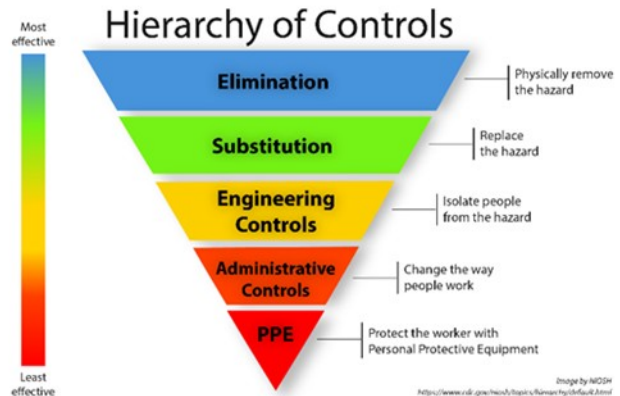 Most
effective
Hierarchy of Controls
Elimination
Physically remove
the hazard
Substitution
Replace
the hazard
Engineering
Controls
Isolate people
from the hazard
Administrative
Controls
Change the way
people work
PPE
Protect the worker with
Personal Protective Equipment
Least
effective
Image by NIOSH
https://www.cdc.gov/niosh/topics/hierarchy/default.html